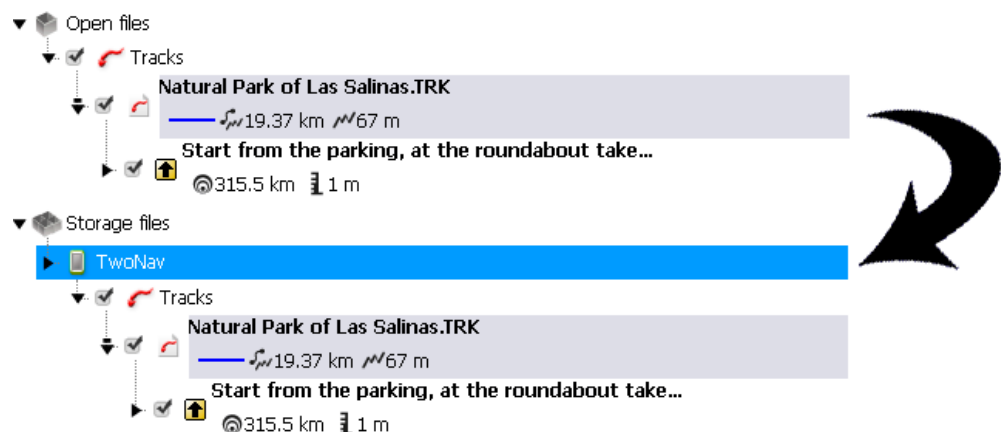 Open files
Tracks
Natural Park of Las Salinas.TRK
19.37 km 67 m
Start from the parking, at the roundabout take...
315.5 km 1 m
Storage files
TwoNav
Tracks
Natural Park of Las Salinas.TRK
19.37 km 67 m
Start from the parking, at the roundabout take...
315.5 km 1 m